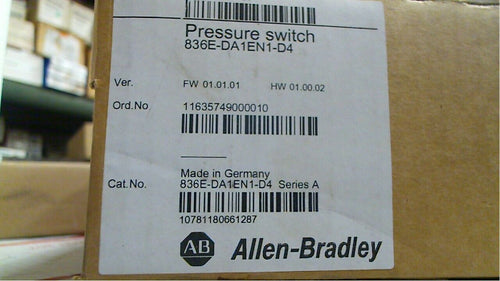 Pressure switch
836E-DA1EN1-D4
Ver. FW 01.01.01 HW 01.00.02
Ord.No 11635749000010
Made in Germany
Cat.No. 836E-DA1EN1-D4 Series A
10781180661287
AB Allen-Bradley